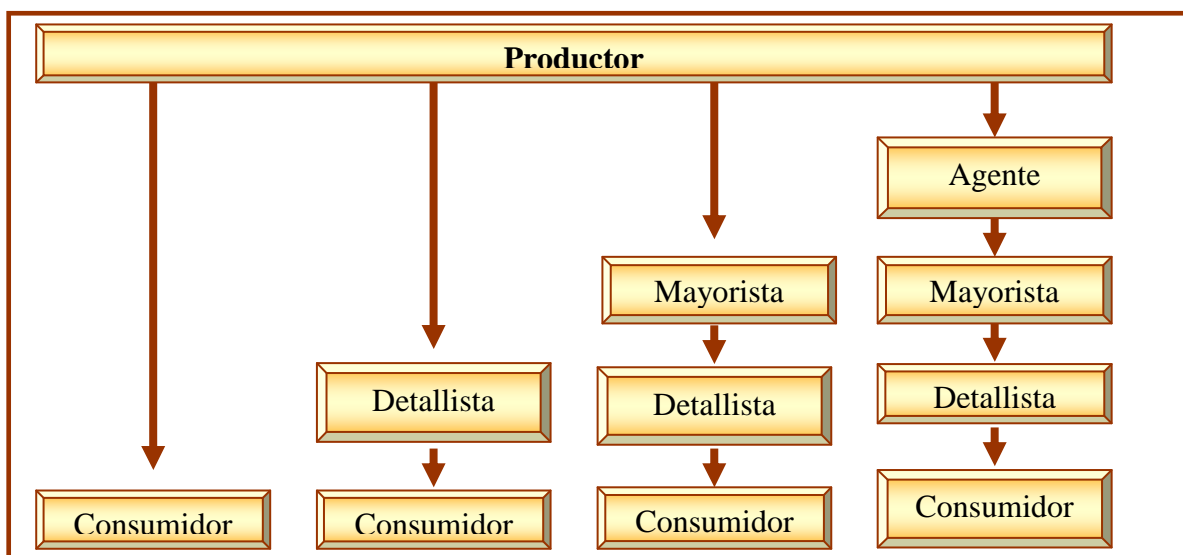 Productor
Agente
Mayorista
Mayorista
Detallista
Detallista
Detallista
Consumidor
Consumidor
Consumidor
Consumidor